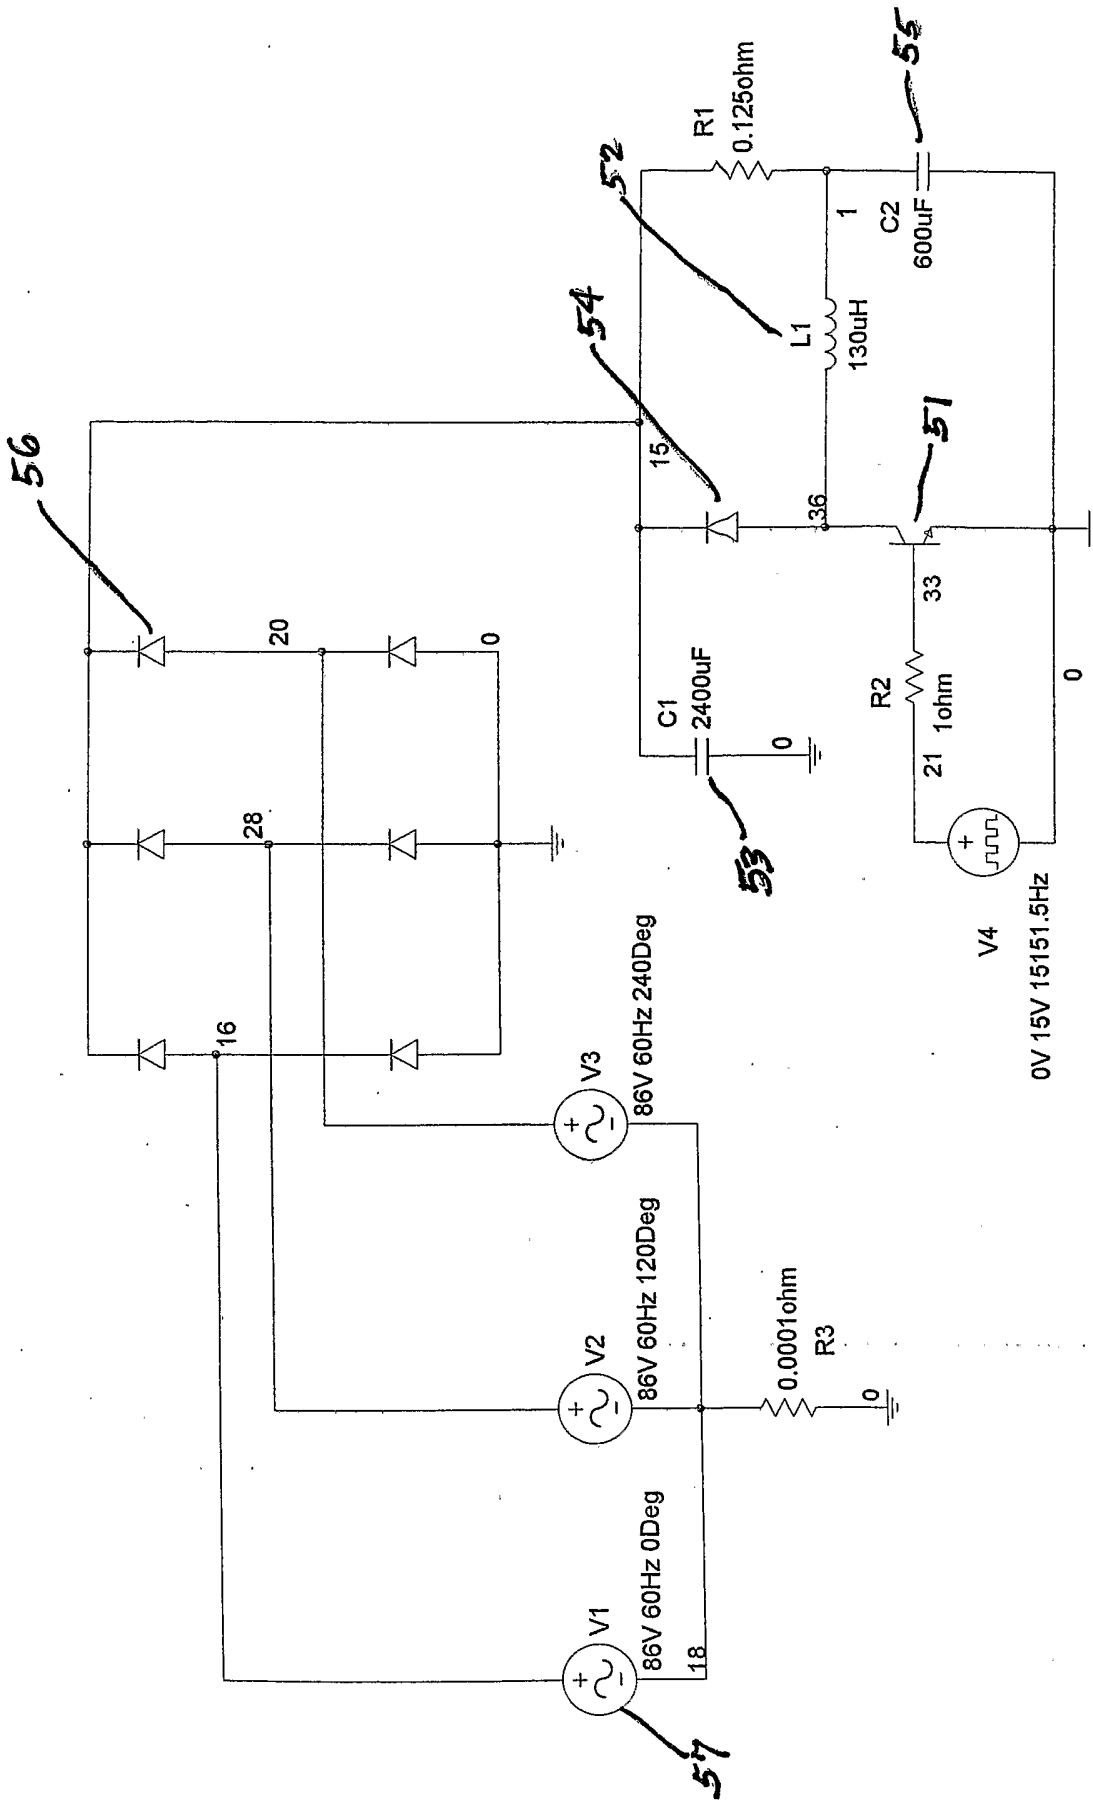 56
20
28
16
0
55
R1
0.125ohm
52
54
15
L1
130uH
1
C2
600uF
36
51
33
C1
2400uF
0
53
R2
1ohm
21
0
V4
0V 15V 15151.5Hz
V3
86V 60Hz 240Deg
V2
86V 60Hz 120Deg
V1
86V 60Hz 0Deg
18
0.0001ohm
R3
0
57